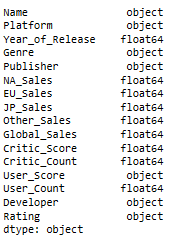 Name object
Platform object
Year_of_Release float64
Genre object
Publisher object
NA_Sales float64
EU_Sales float64
JP_Sales float64
Other_Sales float64
Global_Sales float64
Critic_Score float64
Critic_Count float64
User_Score object
User_Count float64
Developer object
Rating object
dtype: object